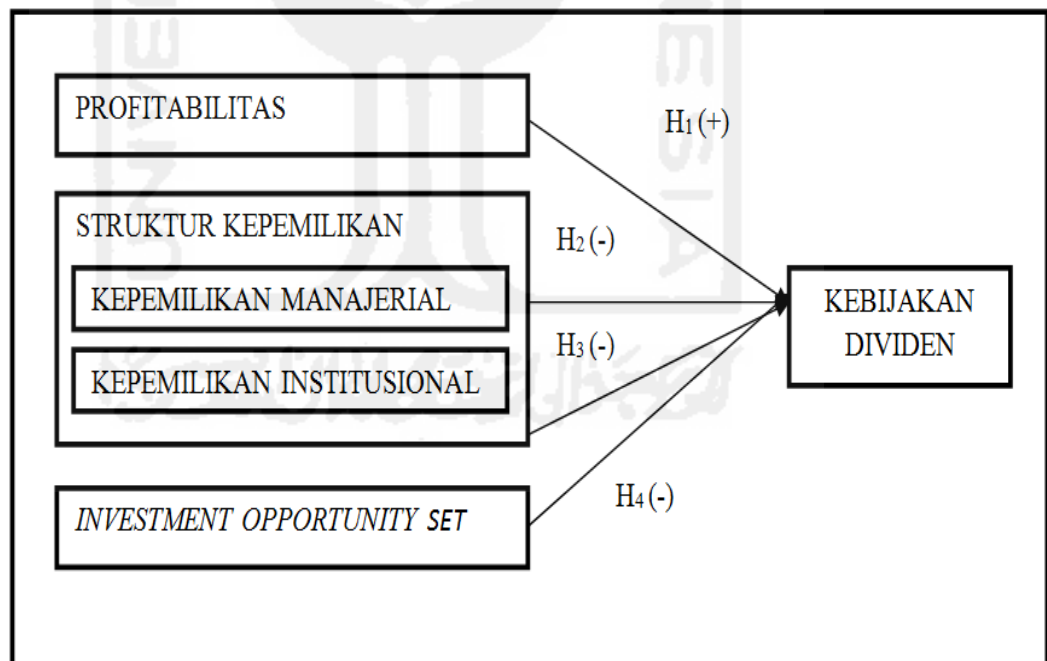 PROFITABILITAS
H₁ (+)
STRUKTUR KEPEMILIKAN
H₂ (-)
KEPEMILIKAN MANAJERIAL
KEBIJAKAN
DIVIDEN
H₃ (-)
KEPEMILIKAN INSTITUSIONAL
INVESTMENT OPPORTUNITY SET
H₄ (-)